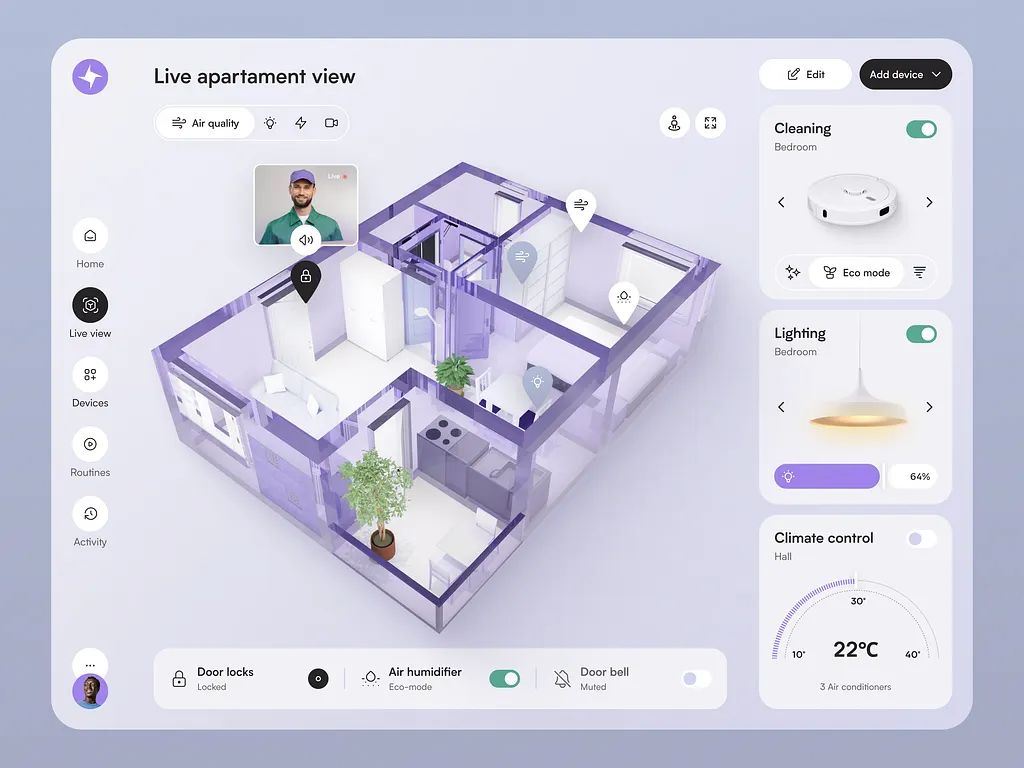 Live apartament view
Edit
Add device
Air quality
Live
Home
Live view
Devices
Routines
Activity
Cleaning
Bedroom
Eco mode
Lighting
Bedroom
64%
Climate control
Hall
30°
10°
22°C
40°
3 Air conditioners
Door locks
Locked
Air humidifier
Eco-mode
Door bell
Muted